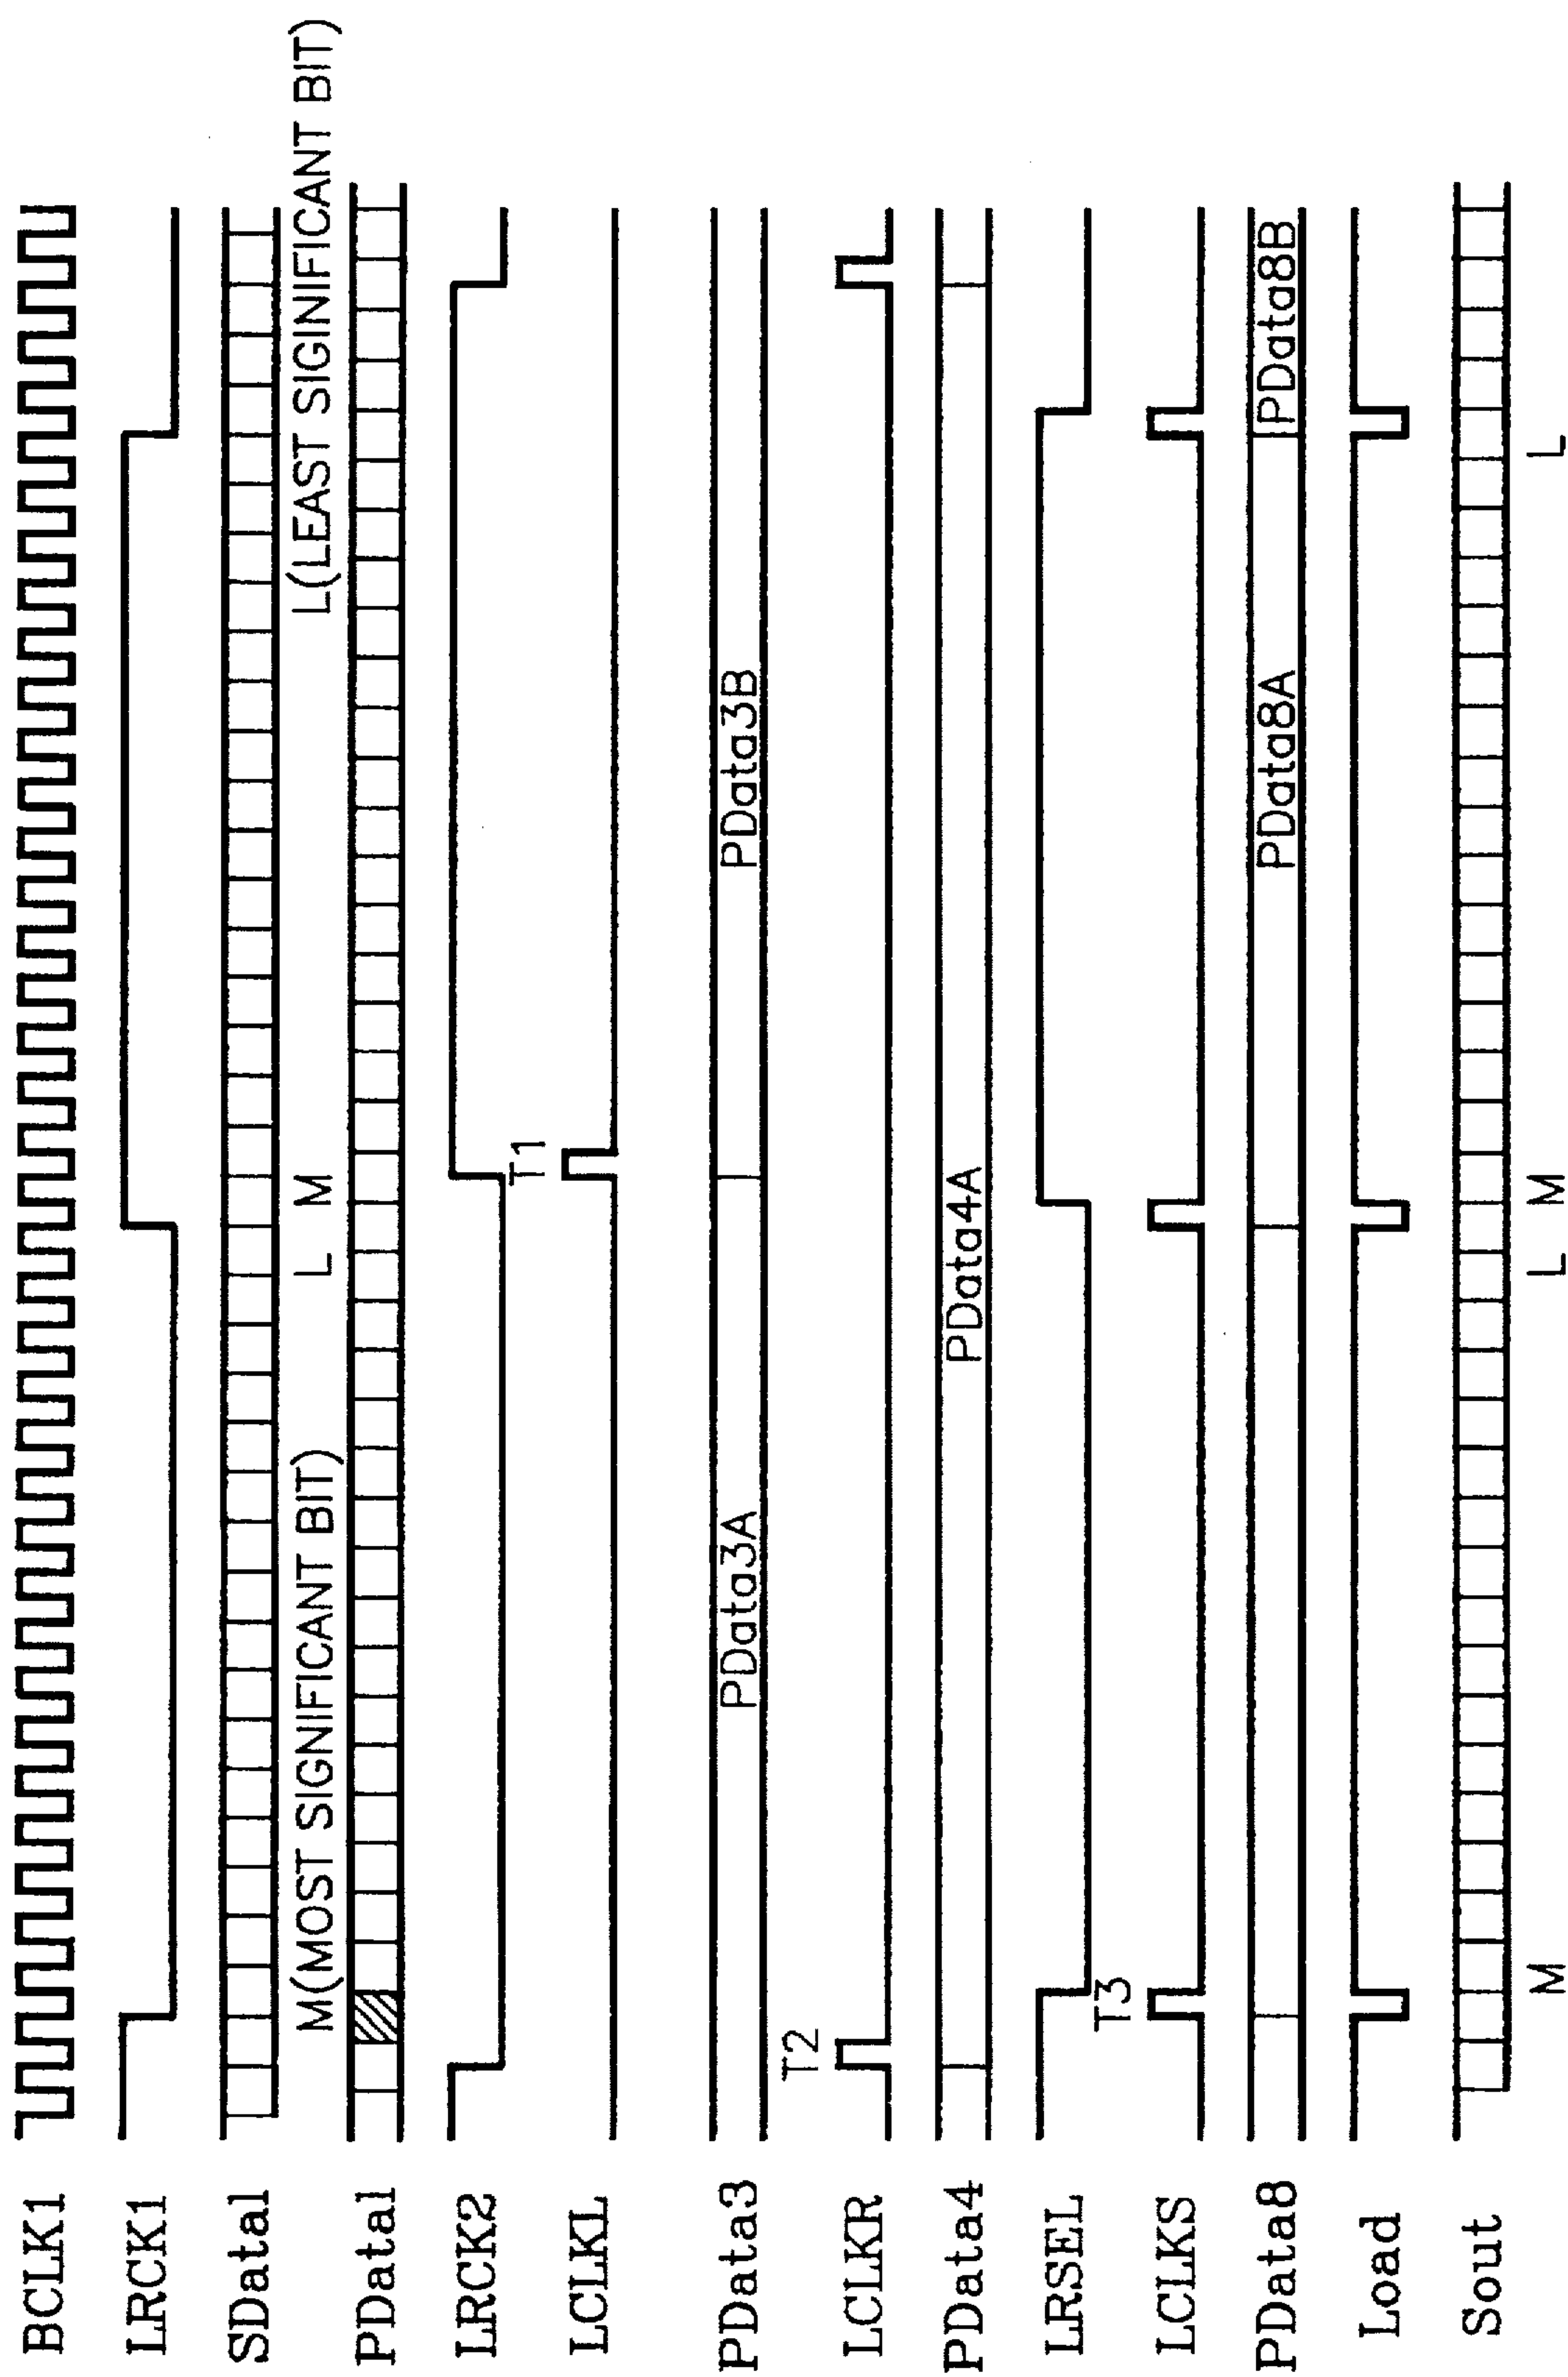 BCLK1
LRCK1
SData1
M(MOST SIGNIFICANT BIT) L M L(LEAST SIGINIFICANT BIT)
PData1
LRCK2
T1
LCLKL
PData3 PData3A PData3B
T2
LCLKR
PData4 PData4A
LRSEL
T3
LCLKS
PData8 PData8A PData8B
Load
Sout
M L M L